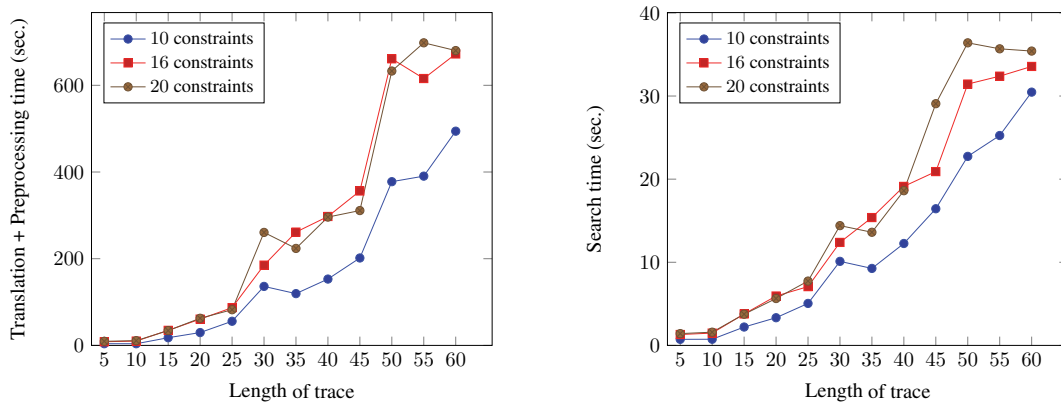 Translation + Preprocessing time (sec.)
600
400
200
0
10 constraints
16 constraints
20 constraints
5 10 15 20 25 30 35 40 45 50 55 60
Length of trace
Search time (sec.)
40
30
20
10
0
10 constraints
16 constraints
20 constraints
5 10 15 20 25 30 35 40 45 50 55 60
Length of trace